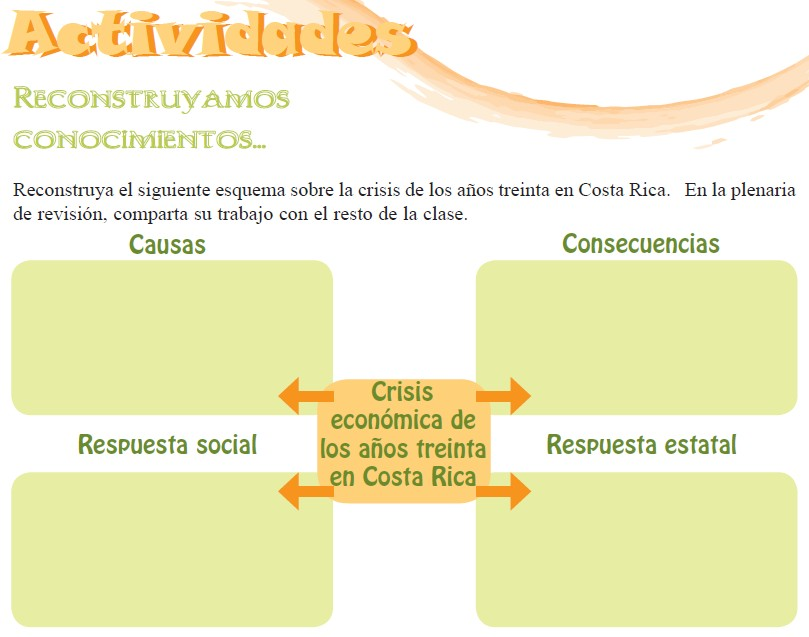 Actividades
Reconstruyamos
conocimientos...
Reconstruya el siguiente esquema sobre la crisis de los años treinta en Costa Rica. En la plenaria
de revisión, comparta su trabajo con el resto de la clase.
Causas
Consecuencias
Crisis
económica de
los años treinta
en Costa Rica
Respuesta social
Respuesta estatal